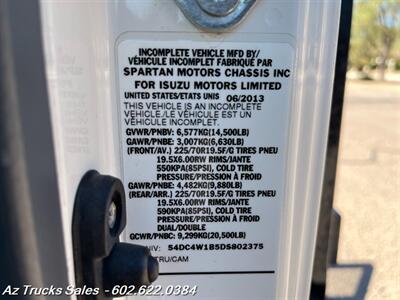 INCOMPLETE VEHICLE MFD BY/
VÉHICULE INCOMPLET FABRIQUÉ PAR
SPARTAN MOTORS CHASSIS INC
FOR ISUZU MOTORS LIMITED
UNITED STATES/ETATS UNIS 06/2013
THIS VEHICLE IS AN INCOMPLETE
VEHICLE./LE VÉHICULE EST UN
VÉHICULE INCOMPLET.
GVWR/PNBV: 6,577KG(14,500LB)
GAWR/PNBE: 3,007KG(6,630LB)
(FRONT/AV.) 225/70R19.5F/G TIRES PNEU
19.5X6.00RW RIMS/JANTE
550KPA(85PSI), COLD TIRE
PRESSURE/PRESSION À FROID
GAWR/PNBE: 4,482KG(9,880LB)
(REAR/ARR.) 225/70R19.5F/G TIRES PNEU
19.5X6.00RW RIMS/JANTE
590KPA(85PSI), COLD TIRE
PRESSURE/PRESSION À FROID
DUAL/DOUBLE
GCWR/PNBC: 9,299KG(20,500LB)
NIV: 54DC4W1B5DS802375
TRU/CAM
Az Trucks Sales - 602.622.0384